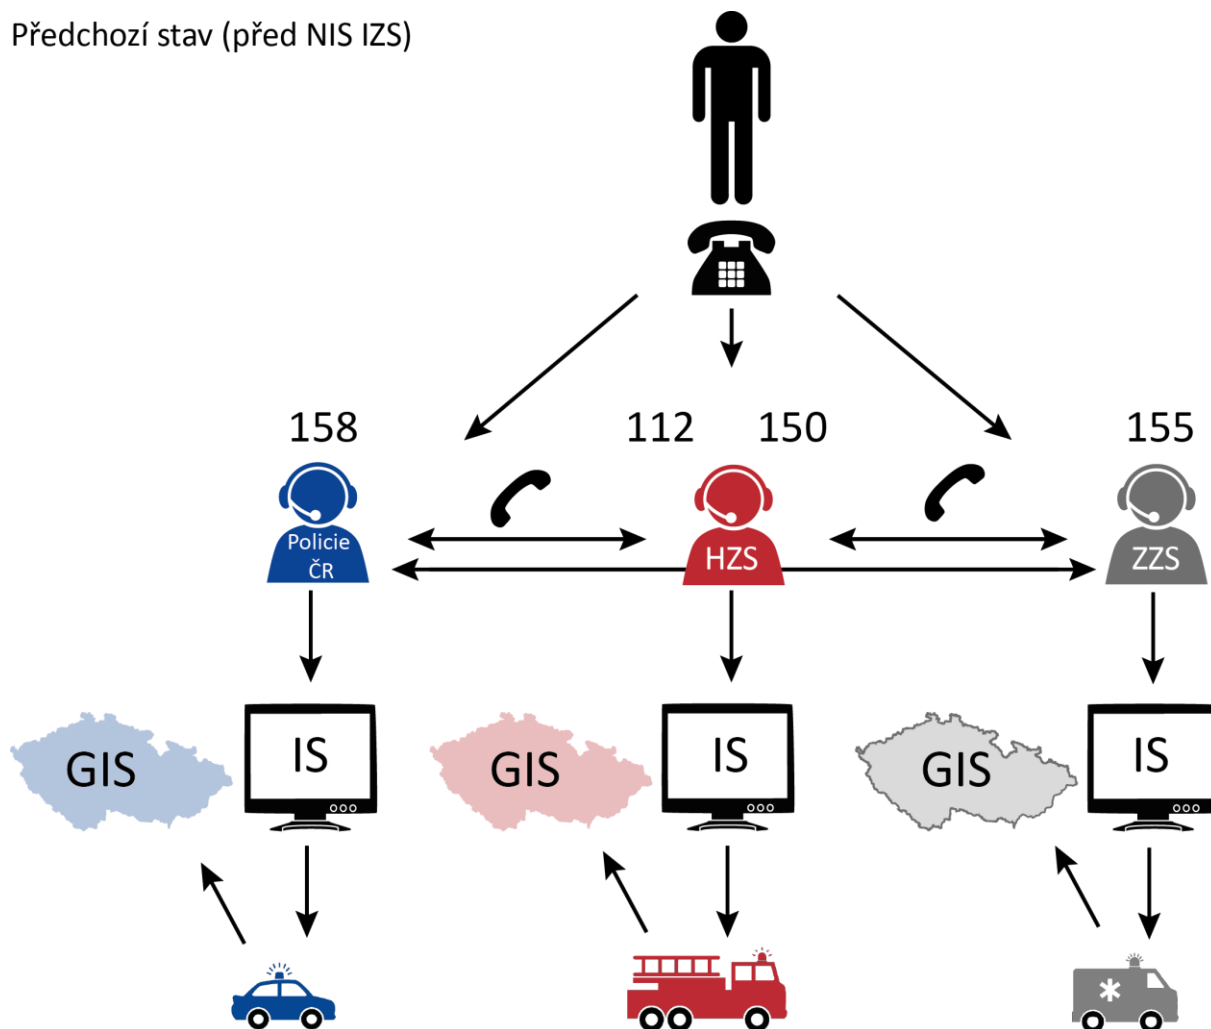 Předchozí stav (před NIS IZS)
158
112
150
155
Policie
ČR
HZS
ZZS
GIS
IS
GIS
IS
GIS
IS